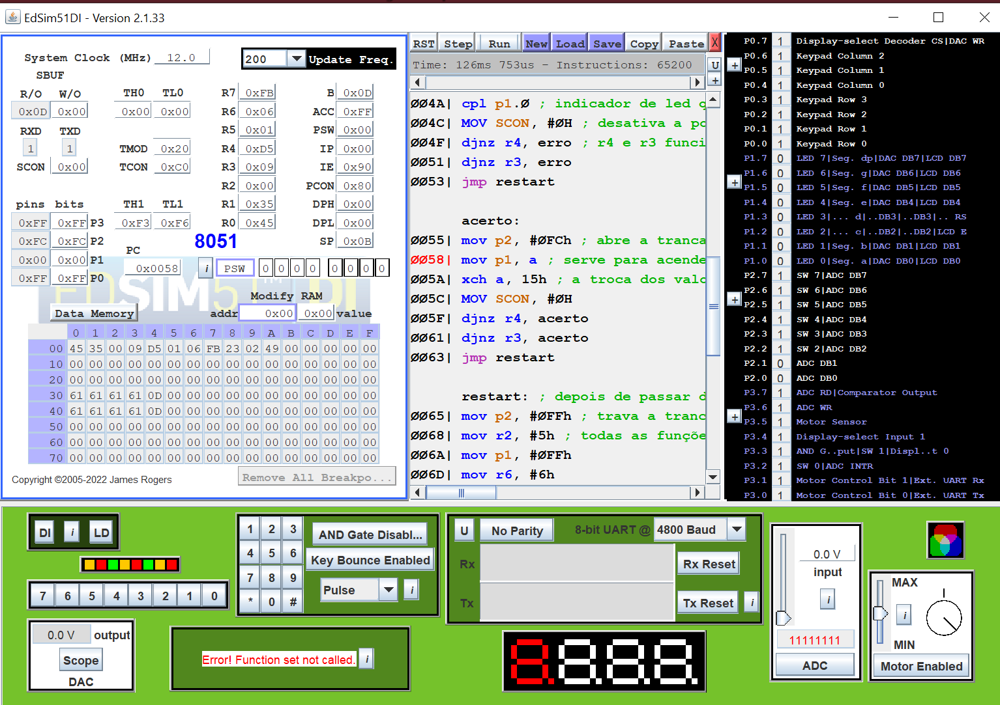 EdSim51DI - Version 2.1.33
System Clock (MHz) 12.0 200 Update Freq.
SBUF
R/O W/O TH0 TL0 R7 0xFB B 0x0D
0x0D 0x00 0x00 0x00 R6 0x06 ACC 0xFF
RXD TXD R5 0x01 PSW 0x00
1 1 TMOD 0x20 R4 0xD5 IP 0x00
SCON 0x00 TCON 0xC0 R3 0x09 IE 0x90
R2 0x00 PCON 0x80
pins bits TH1 TL1 R1 0x35 DPH 0x00
0xFF 0xFF P3 0xF3 0xF6 R0 0x45 DPL 0x00
0xFC 0xFC P2 8051 SP 0x0B
0x00 0x00 P1 PC 0x0058 i PSW 0 0 0 0 0 0 0 0
0xFF 0xFF P0
Modify RAM
Data Memory addr 0x00 0x00 value
0 1 2 3 4 5 6 7 8 9 A B C D E F
00 45 35 00 09 D5 01 06 FB 23 02 49 00 00 00 00 00
10 00 00 00 00 00 00 00 00 00 00 00 00 00 00 00 00
20 00 00 00 00 00 00 00 00 00 00 00 00 00 00 00 00
30 61 61 61 61 0D 00 00 00 00 00 00 00 00 00 00 00
40 61 61 61 61 0D 00 00 00 00 00 00 00 00 00 00 00
50 00 00 00 00 00 00 00 00 00 00 00 00 00 00 00 00
60 00 00 00 00 00 00 00 00 00 00 00 00 00 00 00 00
70 00 00 00 00 00 00 00 00 00 00 00 00 00 00 00 00
Copyright ©2005-2022 James Rogers Remove All Breakpo...
RST Step Run New Load Save Copy Paste X
Time: 126ms 753us - Instructions: 65200 U
+
004A| cpl p1.0 ; indicador de led q
004C| MOV SCON, #0H ; desativa a po
004F| djnz r4, erro ; r4 e r3 funci
0051| djnz r3, erro
0053| jmp restart
acerto:
0055| mov p2, #0FCh ; abre a tranca
0058| mov p1, a ; serve para acende
005A| xch a, 15h ; a troca dos valo
005C| MOV SCON, #0H
005F| djnz r4, acerto
0061| djnz r3, acerto
0063| jmp restart
restart: ; depois de passar d
0065| mov p2, #0FFh ; trava a tranc
0068| mov r2, #5h ; todas as funçõe
006A| mov p1, #0FFh
006D| mov r6, #6h
P0.7 1 Display-select Decoder CS|DAC WR
+ P0.6 1 Keypad Column 2
P0.5 1 Keypad Column 1
P0.4 1 Keypad Column 0
P0.3 1 Keypad Row 3
P0.2 1 Keypad Row 2
P0.1 1 Keypad Row 1
P0.0 1 Keypad Row 0
P1.7 0 LED 7|Seg. dp|DAC DB7|LCD DB7
+ P1.6 0 LED 6|Seg. g|DAC DB6|LCD DB6
P1.5 0 LED 5|Seg. f|DAC DB5|LCD DB5
P1.4 0 LED 4|Seg. e|DAC DB4|LCD DB4
P1.3 0 LED 3|... d|..DB3|..DB3|.. RS
P1.2 0 LED 2|... c|..DB2|..DB2|LCD E
P1.1 0 LED 1|Seg. b|DAC DB1|LCD DB1
P1.0 0 LED 0|Seg. a|DAC DB0|LCD DB0
P2.7 1 SW 7|ADC DB7
+ P2.6 1 SW 6|ADC DB6
P2.5 1 SW 5|ADC DB5
P2.4 1 SW 4|ADC DB4
P2.3 1 SW 3|ADC DB3
P2.2 1 SW 2|ADC DB2
P2.1 0 ADC DB1
P2.0 0 ADC DB0
P3.7 1 ADC RD|Comparator Output
+ P3.6 1 ADC WR
P3.5 1 Motor Sensor
P3.4 1 Display-select Input 1
P3.3 1 AND G..put|SW 1|Displ..t 0
P3.2 1 SW 0|ADC INTR
P3.1 1 Motor Control Bit 1|Ext. UART Rx
P3.0 1 Motor Control Bit 0|Ext. UART Tx
DI i LD
7 6 5 4 3 2 1 0
0.0 V output
Scope
DAC
1 2 3 AND Gate Disabl...
4 5 6 Key Bounce Enabled
7 8 9 Pulse i
* 0 #
Error! Function set not called. i
U No Parity 8-bit UART @ 4800 Baud
Rx Rx Reset
Tx Tx Reset i
8.8.8.8.
0.0 V
input
i
11111111
ADC
MAX
i
MIN
Motor Enabled